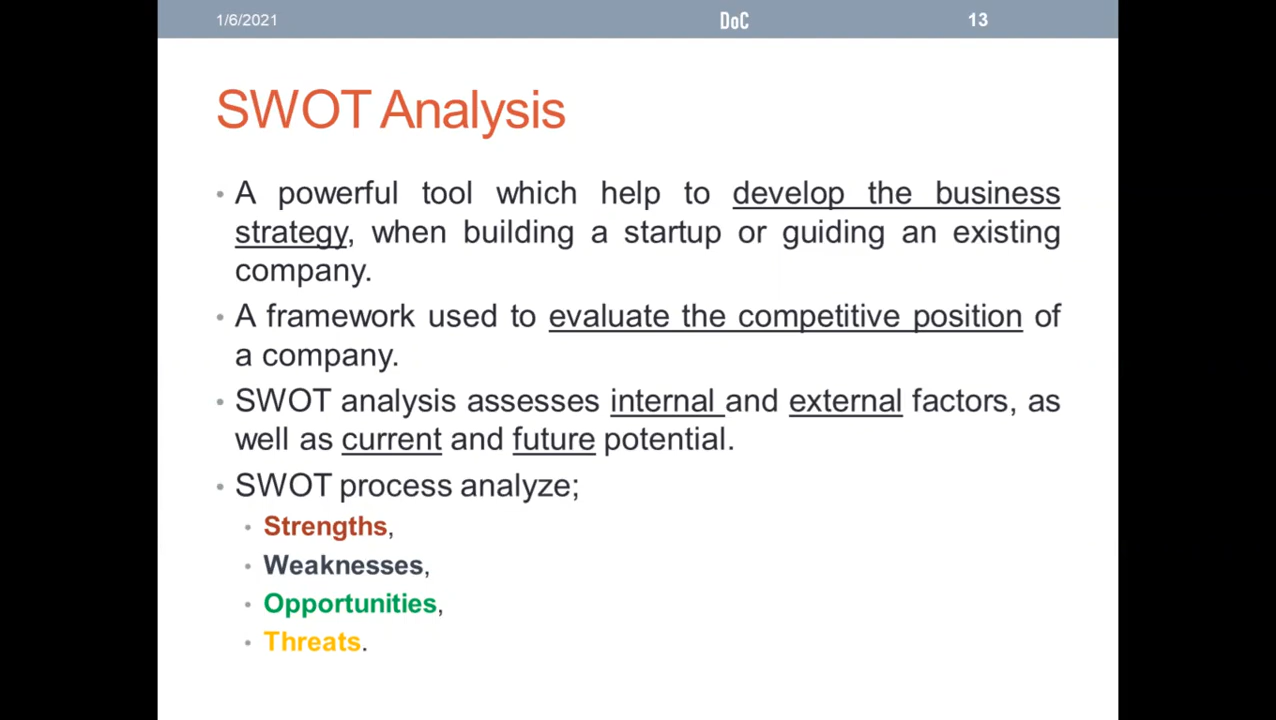 1/6/2021 DoC 13
SWOT Analysis
• A powerful tool which help to develop the business
strategy, when building a startup or guiding an existing
company.
• A framework used to evaluate the competitive position of
a company.
• SWOT analysis assesses internal and external factors, as
well as current and future potential.
• SWOT process analyze;
• Strengths,
• Weaknesses,
• Opportunities,
• Threats.